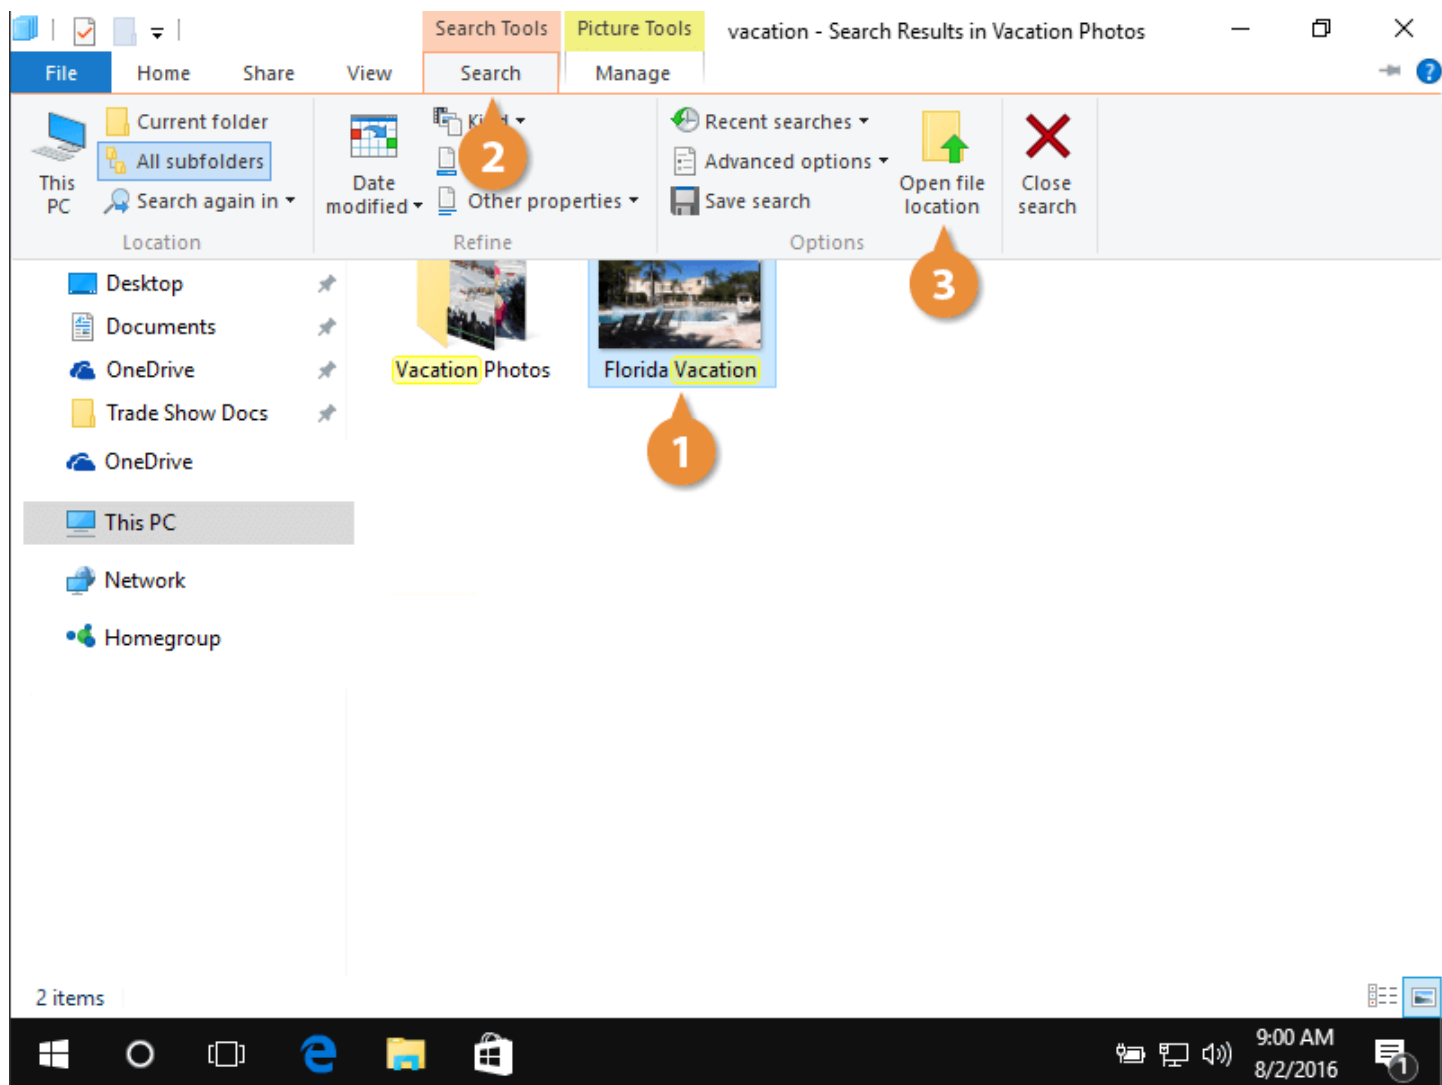 Search Tools Picture Tools vacation - Search Results in Vacation Photos
File Home Share View Search Manage
?
Current folder
All subfolders
Search again in
This
PC
Location
Date
modified
2
Other properties
Refine
Recent searches
Advanced options
Save search
Options
Open file
location
Close
search
3
Desktop
Documents
OneDrive
Trade Show Docs
OneDrive
This PC
Network
Homegroup
Vacation Photos
Florida Vacation
1
2 items
9:00 AM
8/2/2016
1